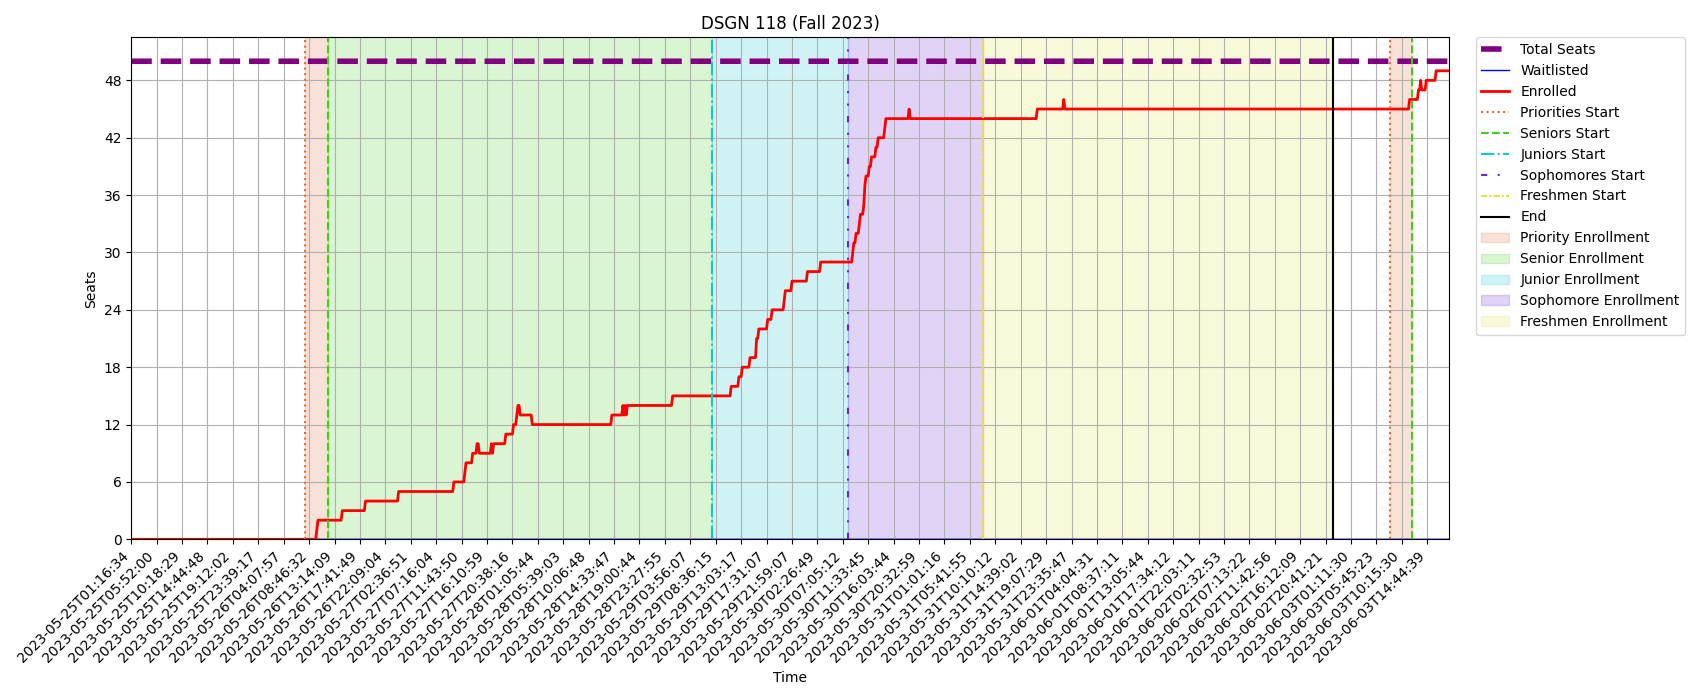 DSGN 118 (Fall 2023)
Seats
48
42
36
30
24
18
12
6
0
2023-05-25T01:16:34
2023-05-25T05:52:00
2023-05-25T10:18:29
2023-05-25T14:44:48
2023-05-25T19:12:02
2023-05-25T23:39:17
2023-05-26T04:07:57
2023-05-26T08:46:32
2023-05-26T13:14:09
2023-05-26T17:41:49
2023-05-26T22:09:04
2023-05-27T02:36:51
2023-05-27T07:16:04
2023-05-27T11:43:50
2023-05-27T16:10:59
2023-05-27T20:38:16
2023-05-28T01:05:44
2023-05-28T05:39:03
2023-05-28T10:06:48
2023-05-28T14:33:47
2023-05-28T19:00:44
2023-05-28T23:27:55
2023-05-29T03:56:07
2023-05-29T08:36:15
2023-05-29T13:03:17
2023-05-29T17:31:07
2023-05-29T21:59:07
2023-05-30T02:26:49
2023-05-30T07:05:12
2023-05-30T11:33:45
2023-05-30T16:03:44
2023-05-30T20:32:59
2023-05-31T01:01:16
2023-05-31T05:41:55
2023-05-31T10:10:12
2023-05-31T14:39:02
2023-05-31T19:07:29
2023-05-31T23:35:47
2023-06-01T04:04:31
2023-06-01T08:37:11
2023-06-01T13:05:44
2023-06-01T17:34:12
2023-06-01T22:03:11
2023-06-02T02:32:53
2023-06-02T07:13:22
2023-06-02T11:42:56
2023-06-02T16:12:09
2023-06-02T20:41:21
2023-06-03T01:11:30
2023-06-03T05:45:23
2023-06-03T10:15:30
2023-06-03T14:44:39
Time
Total Seats
Waitlisted
Enrolled
Priorities Start
Seniors Start
Juniors Start
Sophomores Start
Freshmen Start
End
Priority Enrollment
Senior Enrollment
Junior Enrollment
Sophomore Enrollment
Freshmen Enrollment